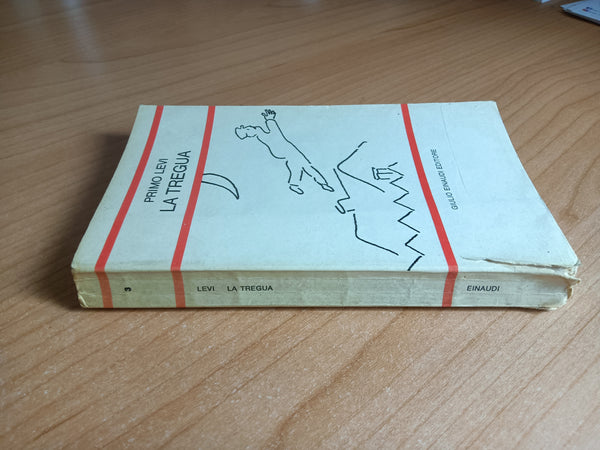 PRIMO LEVI
LA TREGUA
GIULIO EINAUDI EDITORE
3
LEVI LA TREGUA
EINAUDI